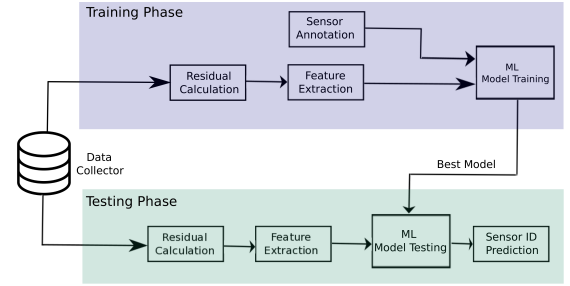 Training Phase
Sensor
Annotation
Residual
Calculation
Feature
Extraction
ML
Model Training
Data
Collector
Best Model
Testing Phase
Residual
Calculation
Feature
Extraction
ML
Model Testing
Sensor ID
Prediction